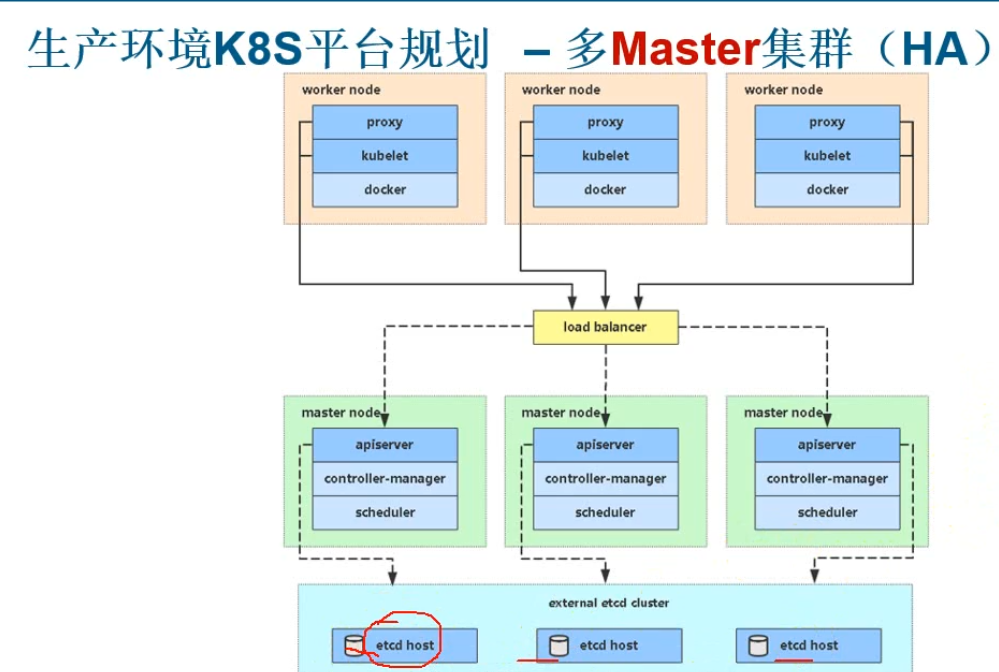 生产环境K8S平台规划 – 多Master集群（HA）
worker node worker node worker node
proxy proxy proxy
kubelet kubelet kubelet
docker docker docker
load balancer
master node master node master node
apiserver apiserver apiserver
controller-manager controller-manager controller-manager
scheduler scheduler scheduler
external etcd cluster
etcd host etcd host etcd host